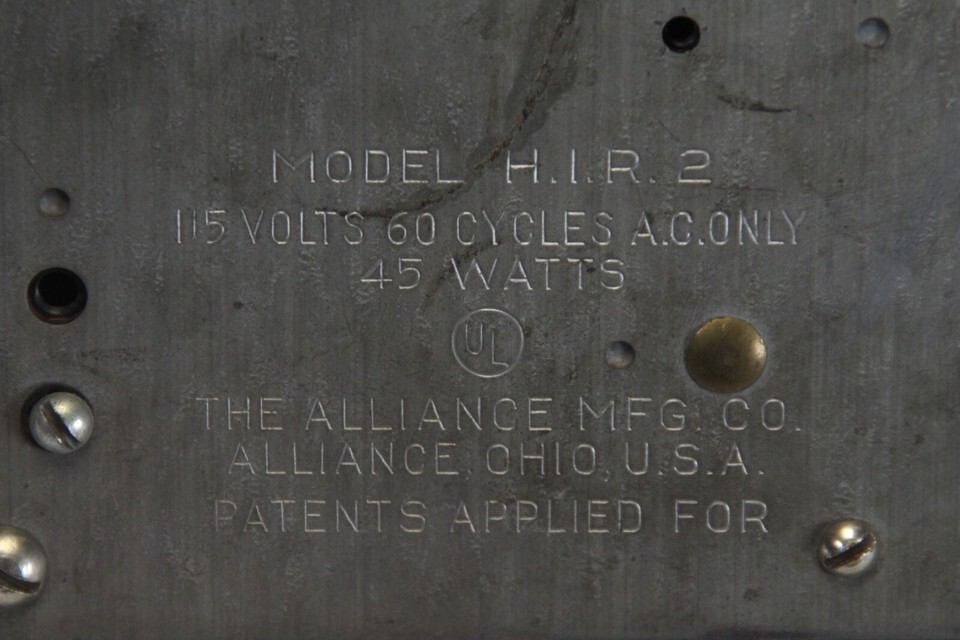 MODEL H.I.R. 2
115 VOLTS 60 CYCLES A.C. ONLY
45 WATTS
UL
THE ALLIANCE MFG. CO.
ALLIANCE, OHIO, U.S.A.
PATENTS APPLIED FOR